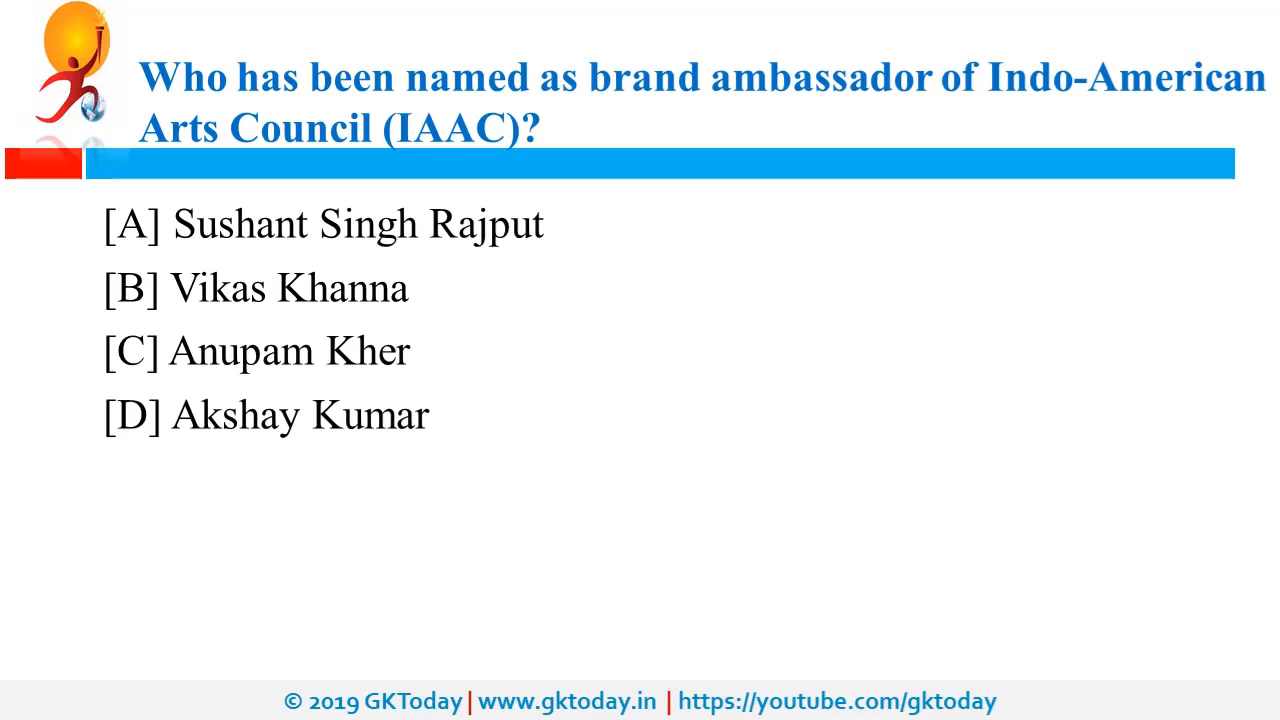 Who has been named as brand ambassador of Indo-American
Arts Council (IAAC)?
[A] Sushant Singh Rajput
[B] Vikas Khanna
[C] Anupam Kher
[D] Akshay Kumar
© 2019 GKToday | www.gktoday.in | https://youtube.com/gktoday